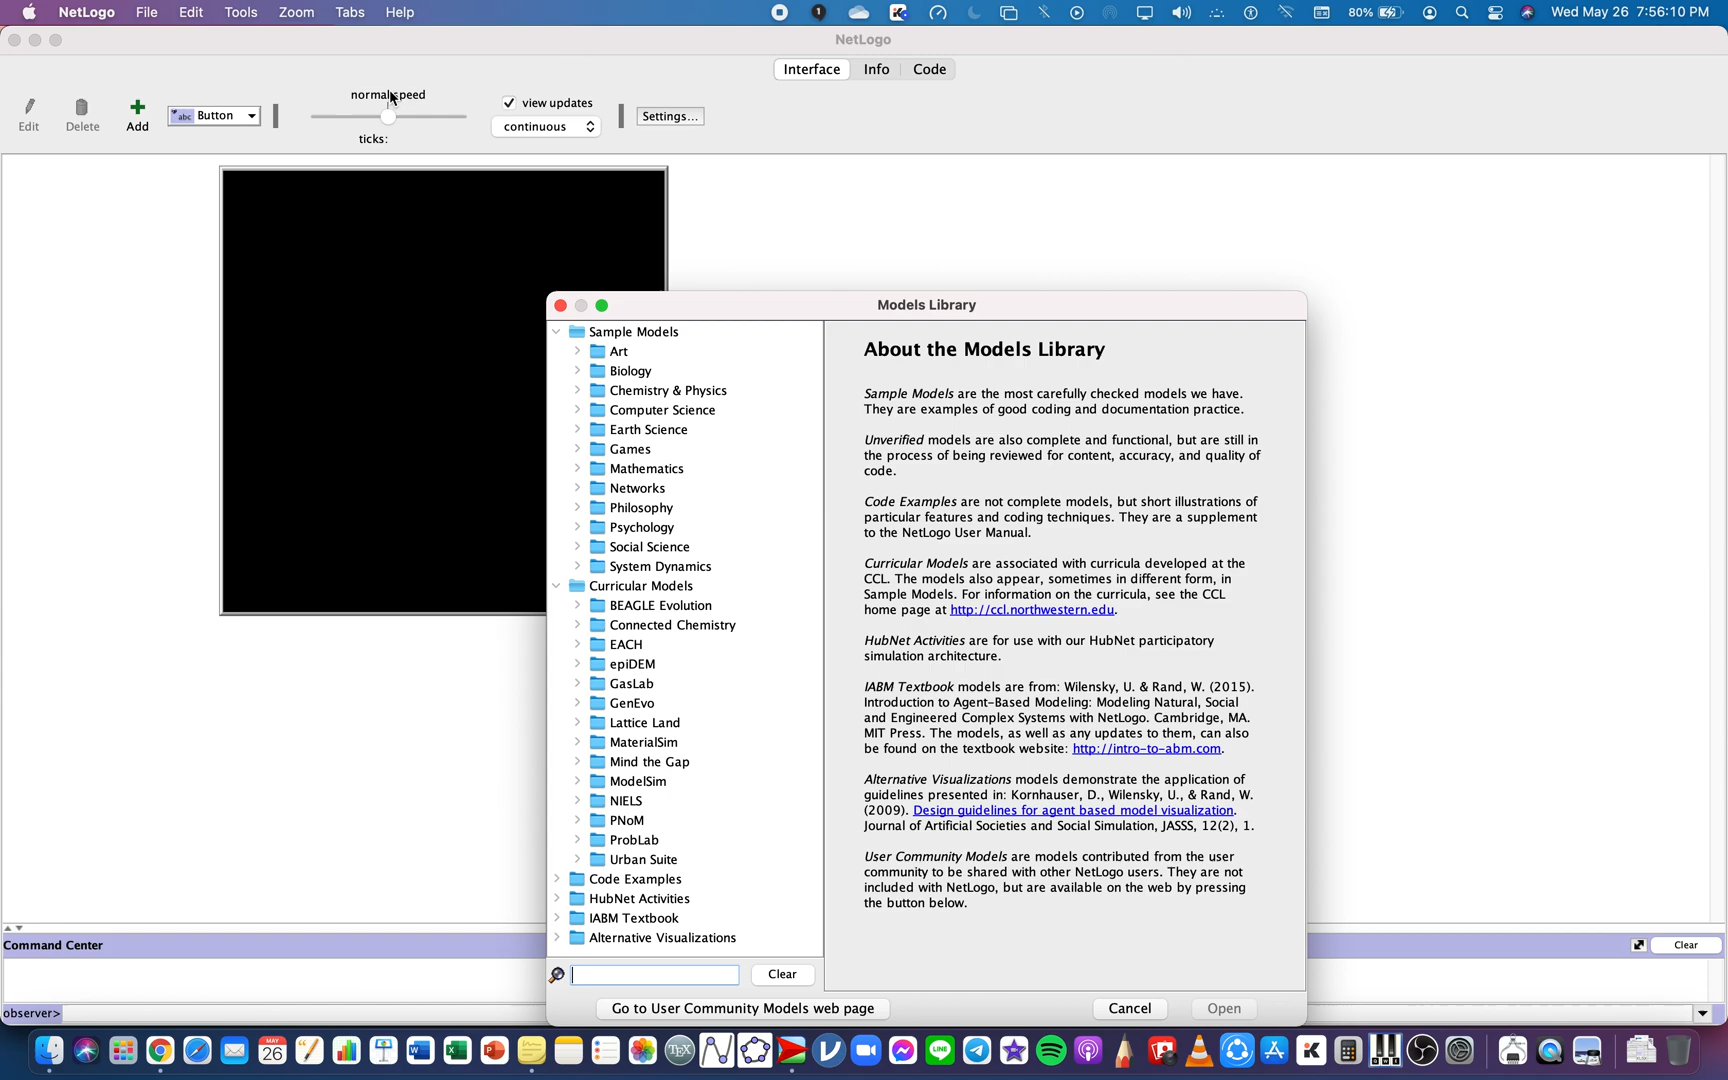 NetLogo File Edit Tools Zoom Tabs Help 80% Wed May 26 7:56:10 PM
NetLogo
Interface Info Code
normal speed
view updates
Edit Delete Add abc Button continuous Settings...
ticks:
Models Library
Sample Models
Art
Biology
Chemistry & Physics
Computer Science
Earth Science
Games
Mathematics
Networks
Philosophy
Psychology
Social Science
System Dynamics
Curricular Models
BEAGLE Evolution
Connected Chemistry
EACH
epiDEM
GasLab
GenEvo
Lattice Land
MaterialSim
Mind the Gap
ModelSim
NIELS
PNoM
ProbLab
Urban Suite
Code Examples
HubNet Activities
IABM Textbook
Alternative Visualizations
Clear
About the Models Library
Sample Models are the most carefully checked models we have.
They are examples of good coding and documentation practice.
Unverified models are also complete and functional, but are still in
the process of being reviewed for content, accuracy, and quality of
code.
Code Examples are not complete models, but short illustrations of
particular features and coding techniques. They are a supplement
to the NetLogo User Manual.
Curricular Models are associated with curricula developed at the
CCL. The models also appear, sometimes in different form, in
Sample Models. For information on the curricula, see the CCL
home page at http://ccl.northwestern.edu.
HubNet Activities are for use with our HubNet participatory
simulation architecture.
IABM Textbook models are from: Wilensky, U. & Rand, W. (2015).
Introduction to Agent-Based Modeling: Modeling Natural, Social
and Engineered Complex Systems with NetLogo. Cambridge, MA.
MIT Press. The models, as well as any updates to them, can also
be found on the textbook website: http://intro-to-abm.com.
Alternative Visualizations models demonstrate the application of
guidelines presented in: Kornhauser, D., Wilensky, U., & Rand, W.
(2009). Design guidelines for agent based model visualization.
Journal of Artificial Societies and Social Simulation, JASSS, 12(2), 1.
User Community Models are models contributed from the user
community to be shared with other NetLogo users. They are not
included with NetLogo, but are available on the web by pressing
the button below.
Go to User Community Models web page Cancel Open
Command Center Clear
observer>
MAY
26
TEX
LINE